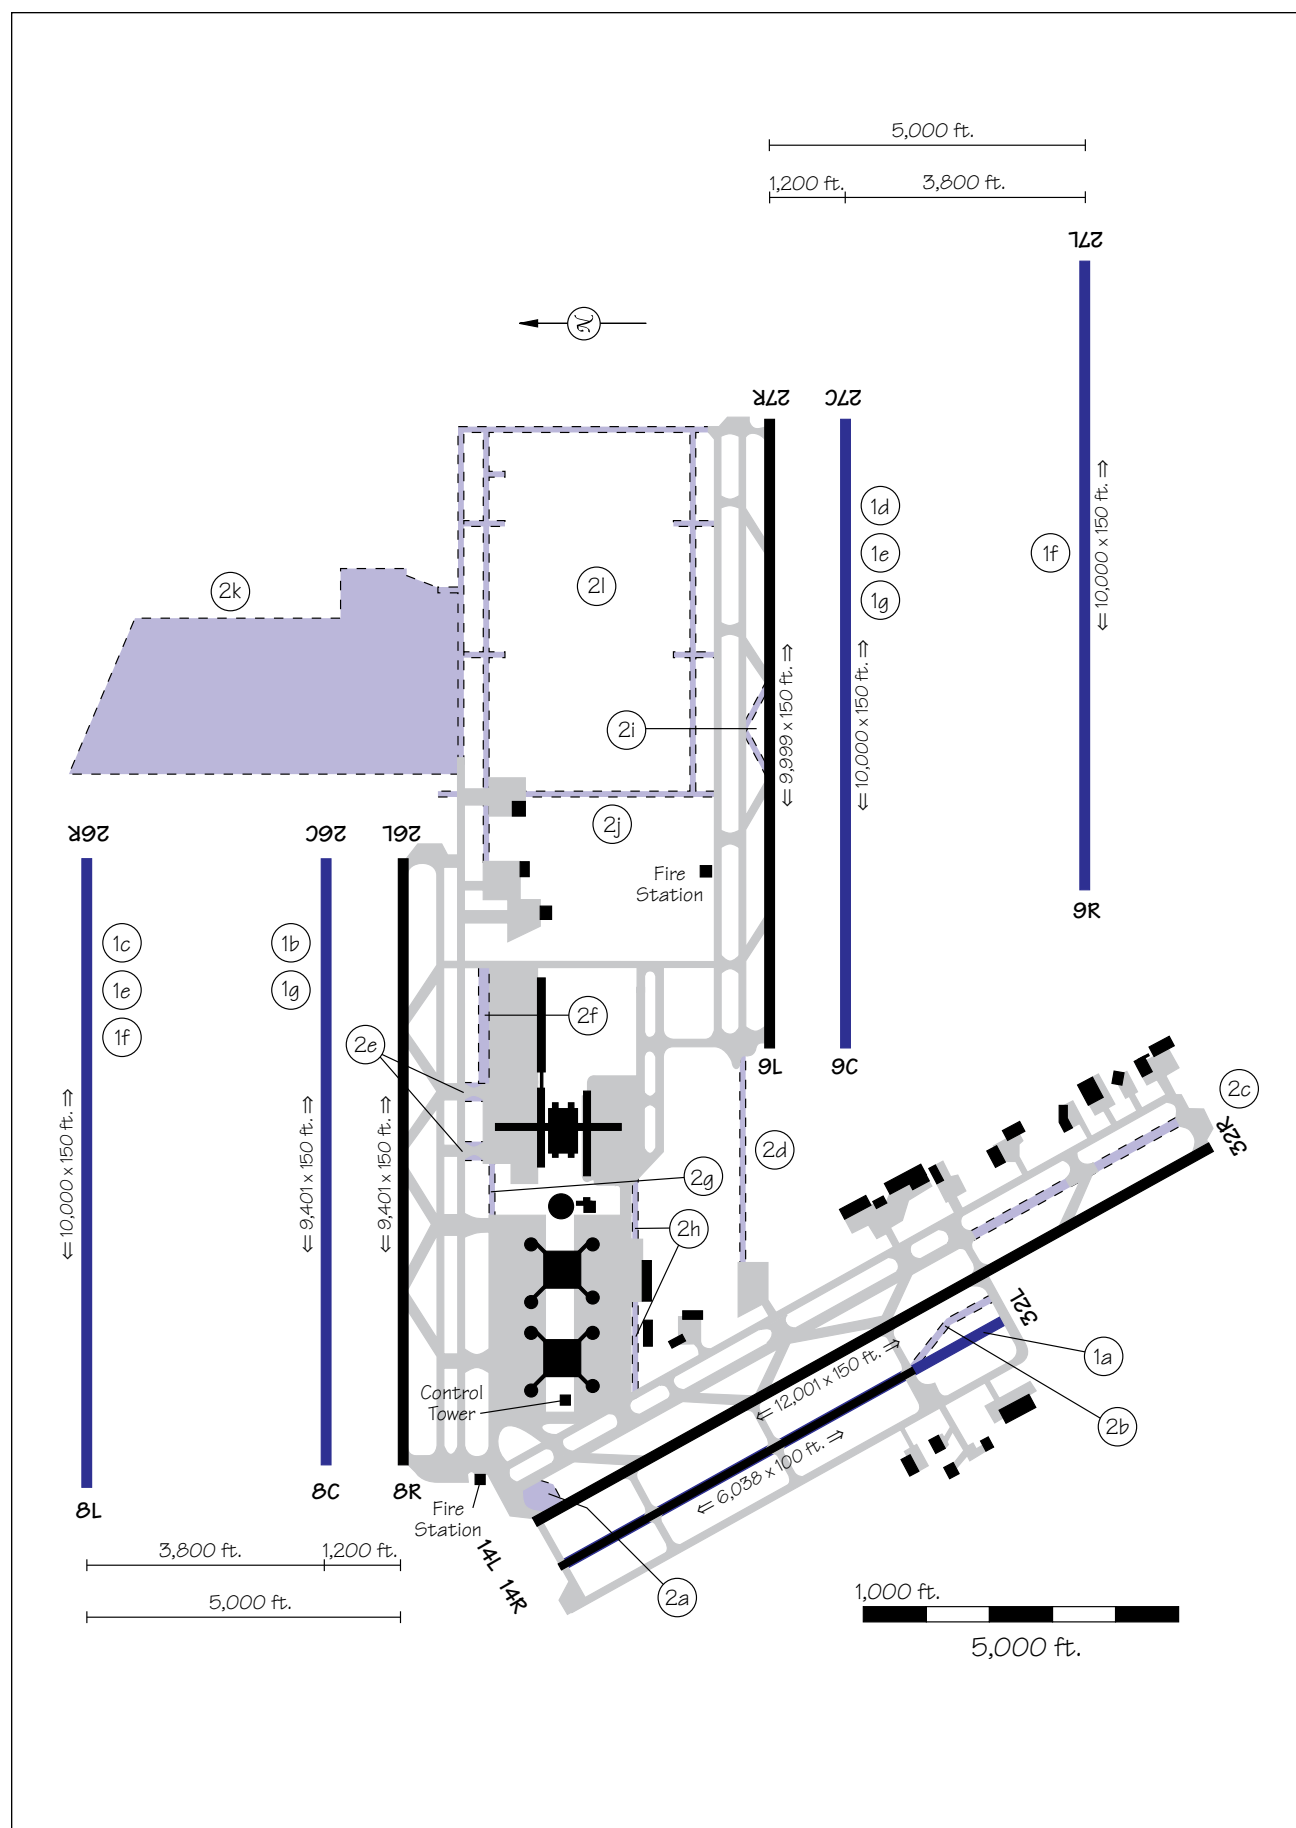 5,000 ft.
1,200 ft.
3,800 ft.
27L
N
27R
27C
1d
1e
1g
1f
⇐ 10,000 x 150 ft. ⇒
2k
2l
2i
⇐ 9,999 x 150 ft. ⇒
⇐ 10,000 x 150 ft. ⇒
2j
26R
26C
26L
Fire
Station
9R
1c
1e
1f
1b
1g
2f
2e
9L
9C
2c
32R
⇐ 10,000 x 150 ft. ⇒
⇐ 9,401 x 150 ft. ⇒
⇐ 9,401 x 150 ft. ⇒
2d
2g
2h
32L
1a
2b
⇐ 12,001 x 150 ft. ⇒
⇐ 6,038 x 100 ft. ⇒
Control
Tower
8L
8C
8R
Fire
Station
14L
14R
2a
3,800 ft.
1,200 ft.
5,000 ft.
1,000 ft.
5,000 ft.